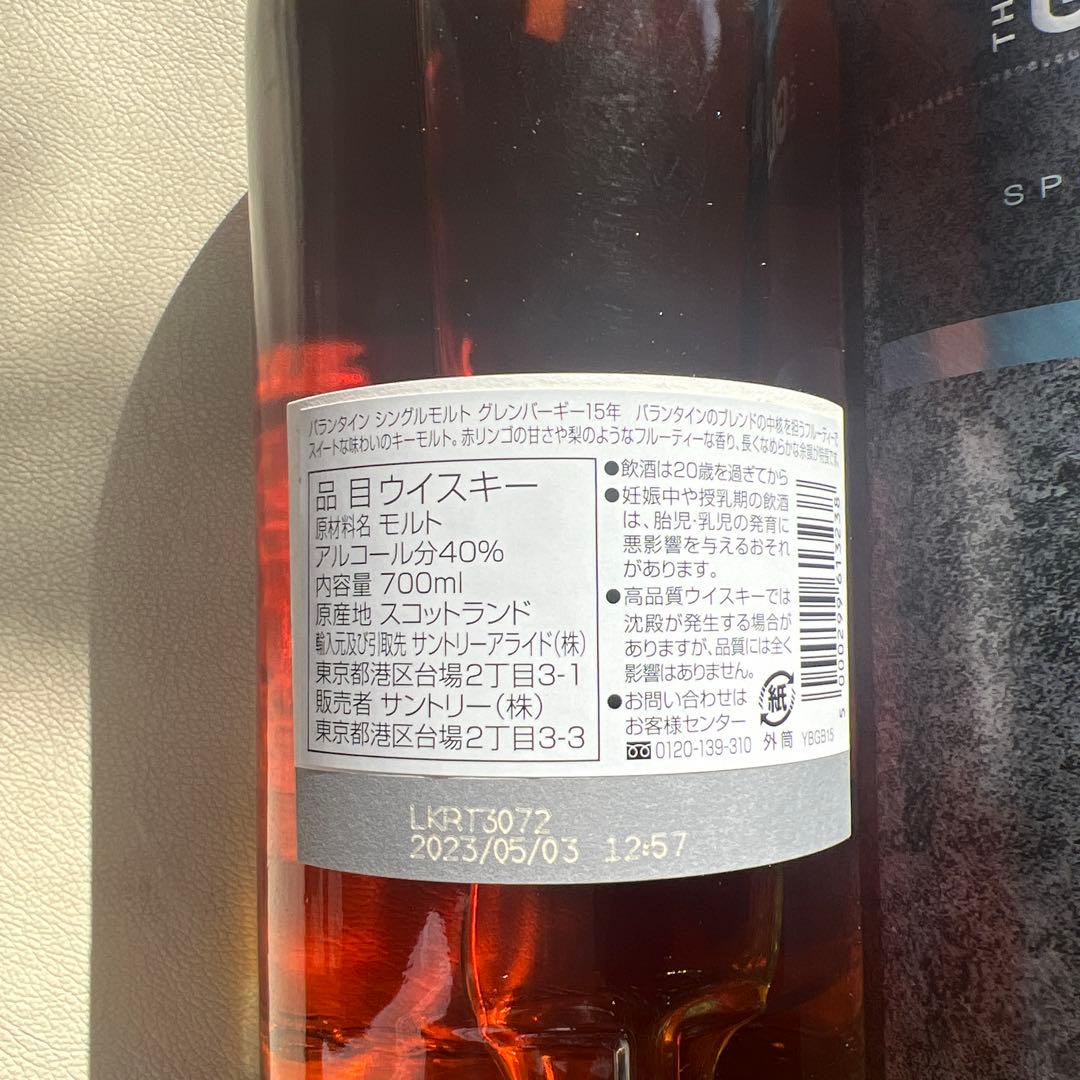 バランタイン シングルモルト グレンバーギー15年 バランタインのブレンドの中核を担うフルーティーで
スイートな味わいのキーモルト。赤リンゴの甘さや梨のようなフルーティーな香り、長くなめらかな余韻が特長です。
品 目 ウイスキー
原材料名 モルト
アルコール分40%
内容量 700ml
原産地 スコットランド
輸入元及び引取先 サントリーアライド(株)
東京都港区台場2丁目3-1
販売者 サントリー(株)
東京都港区台場2丁目3-3
●飲酒は20歳を過ぎてから
●妊娠中や授乳期の飲酒
は、胎児・乳児の発育に
悪影響を与えるおそれ
があります。
●高品質ウイスキーでは
沈殿が発生する場合が
ありますが、品質には全く
影響はありません。
●お問い合わせは
お客様センター
0120-139-310
紙
外筒
YBGB15
5 000299 613238
LKRT3072
2023/05/03 12:57
TH
SP